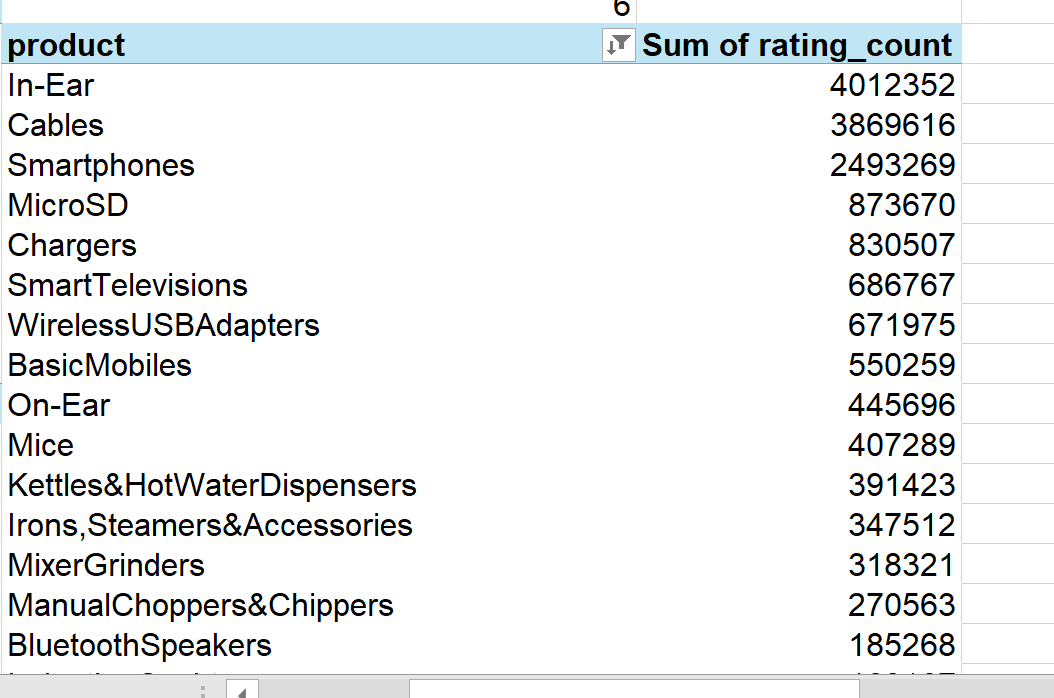 6
product Sum of rating_count
In-Ear 4012352
Cables 3869616
Smartphones 2493269
MicroSD 873670
Chargers 830507
SmartTelevisions 686767
WirelessUSBAdapters 671975
BasicMobiles 550259
On-Ear 445696
Mice 407289
Kettles&HotWaterDispensers 391423
Irons,Steamers&Accessories 347512
MixerGrinders 318321
ManualChoppers&Chippers 270563
BluetoothSpeakers 185268